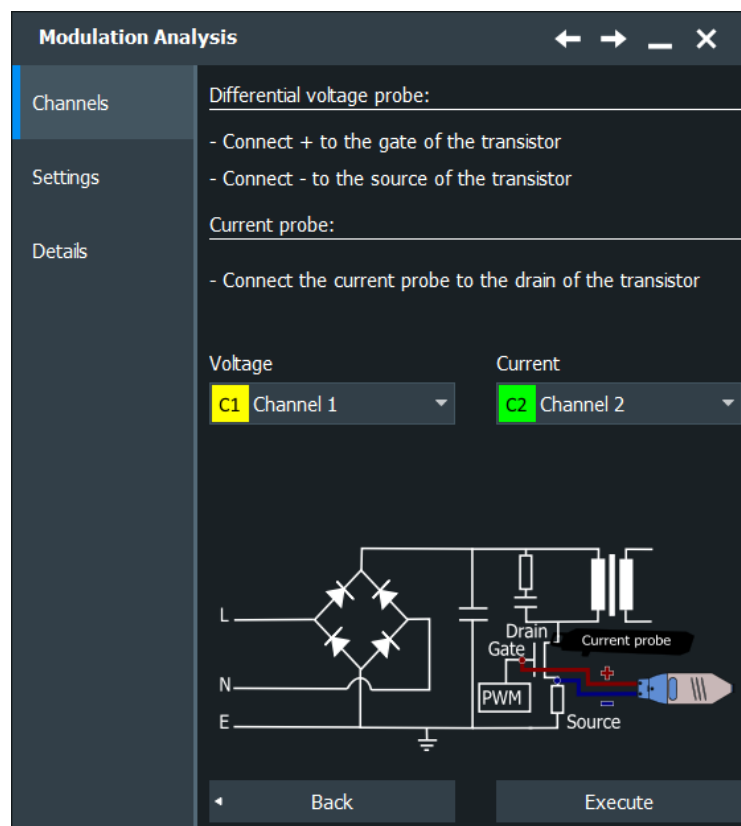 Modulation Analysis
Channels
Settings
Details
Differential voltage probe:
- Connect + to the gate of the transistor
- Connect - to the source of the transistor
Current probe:
- Connect the current probe to the drain of the transistor
Voltage
Current
C1 Channel 1
C2 Channel 2
L
N
E
Drain
Gate
Current probe
+
PWM
-
Source
Back
Execute